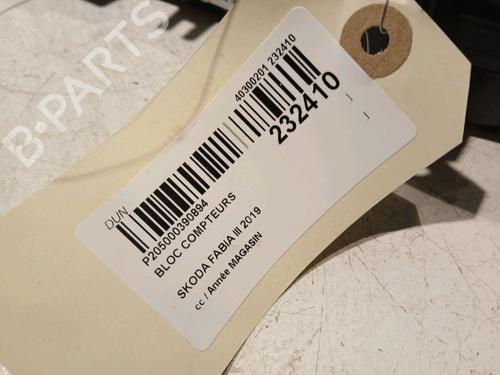 B-PARTS
40300201 232410
232410
DUN
P205000390894
BLOC COMPTEURS
SKODA FABIA III 2019
cc / Année MAGASIN